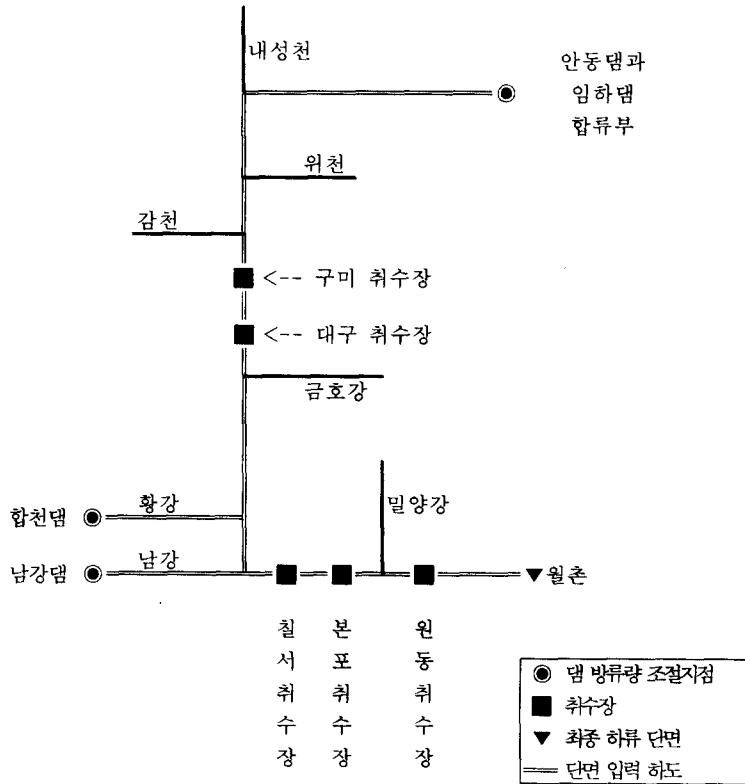 내성천
안동댐과
임하댐
합류부
위천
감천
<-- 구미 취수장
<-- 대구 취수장
금호강
밀양강
합천댐
황강
남강댐
남강
월촌
칠서취수장
본포취수장
원동취수장
댐 방류량 조절지점
취수장
최종 하류 단면
단면 입력 하도